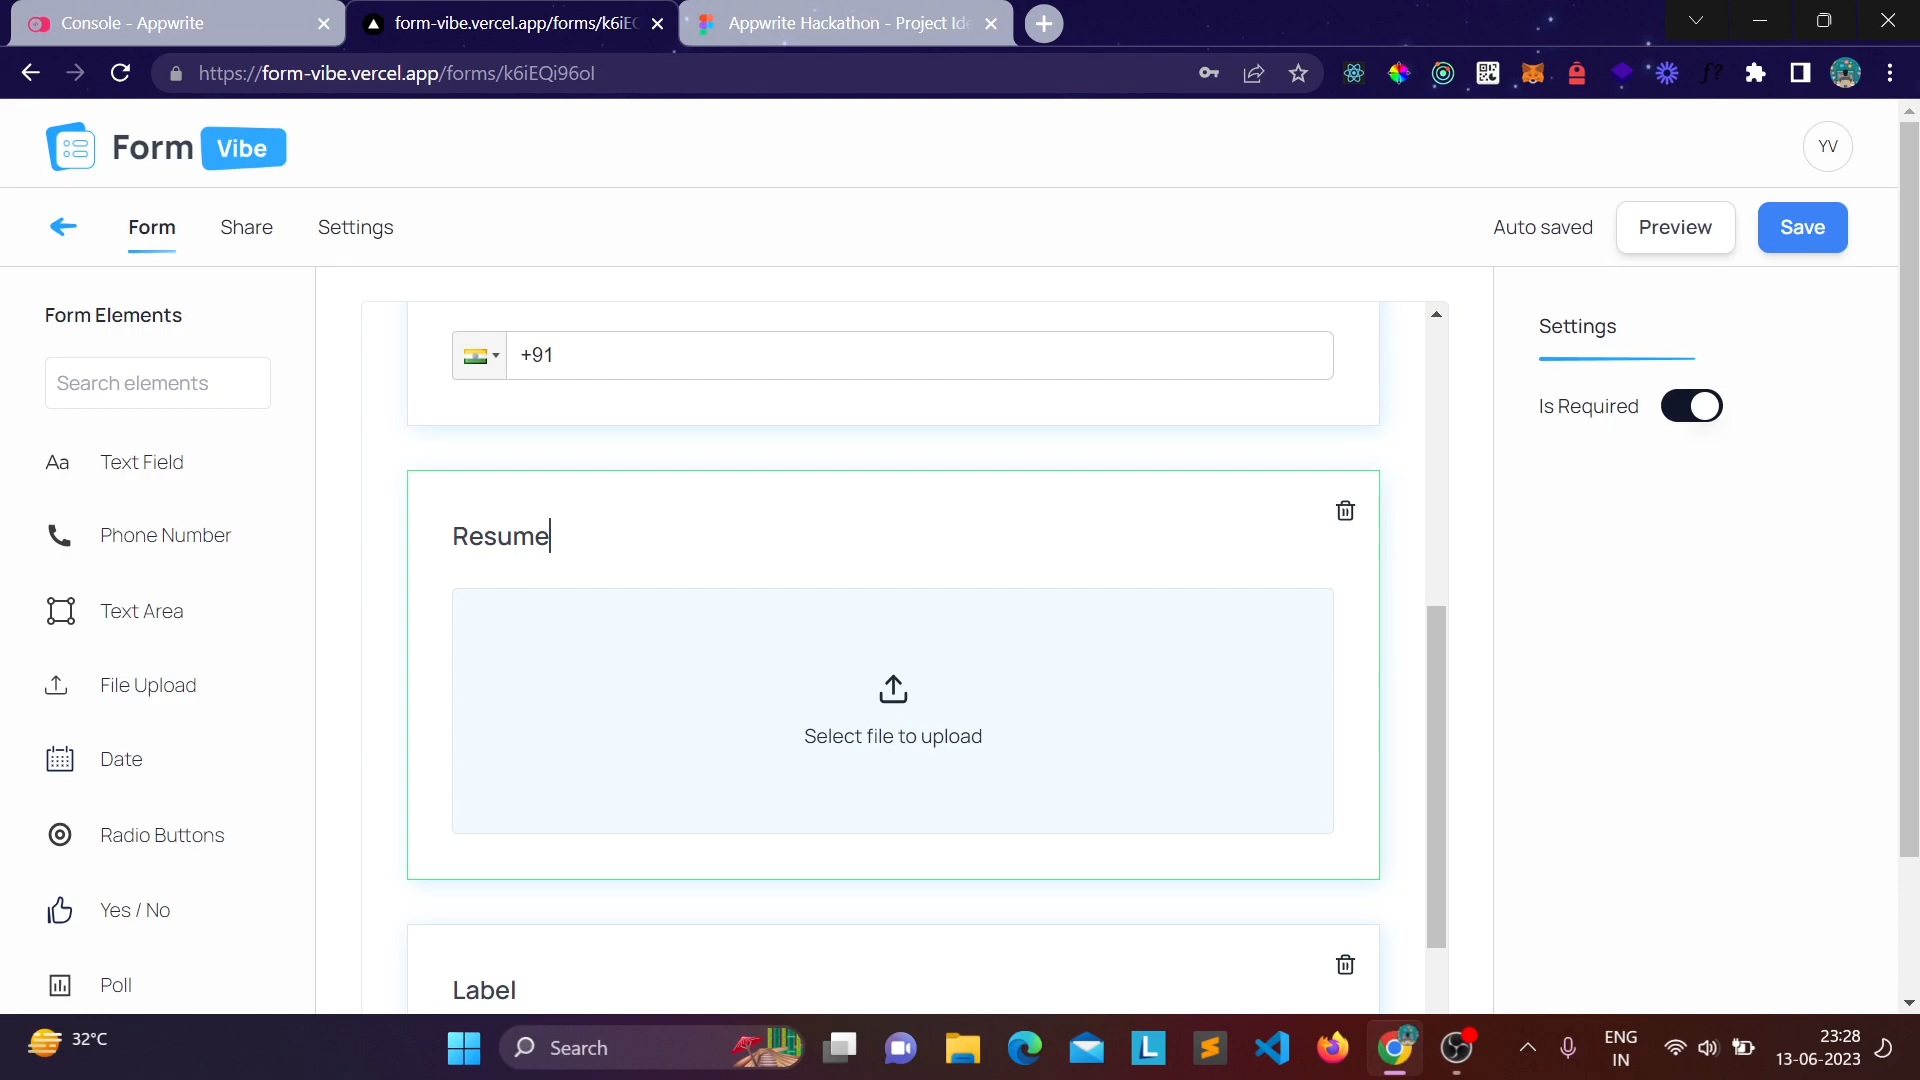 Console - Appwrite
form-vibe.vercel.app/forms/k6iEQ
Appwrite Hackathon - Project Ide
https://form-vibe.vercel.app/forms/k6iEQi96oI
Form Vibe
YV
Form
Share
Settings
Auto saved
Preview
Save
Form Elements
Search elements
Aa Text Field
Phone Number
Text Area
File Upload
Date
Radio Buttons
Yes / No
Poll
+91
Resume
Select file to upload
Label
Settings
Is Required
32°C
Search
L
ENG
IN
23:28
13-06-2023